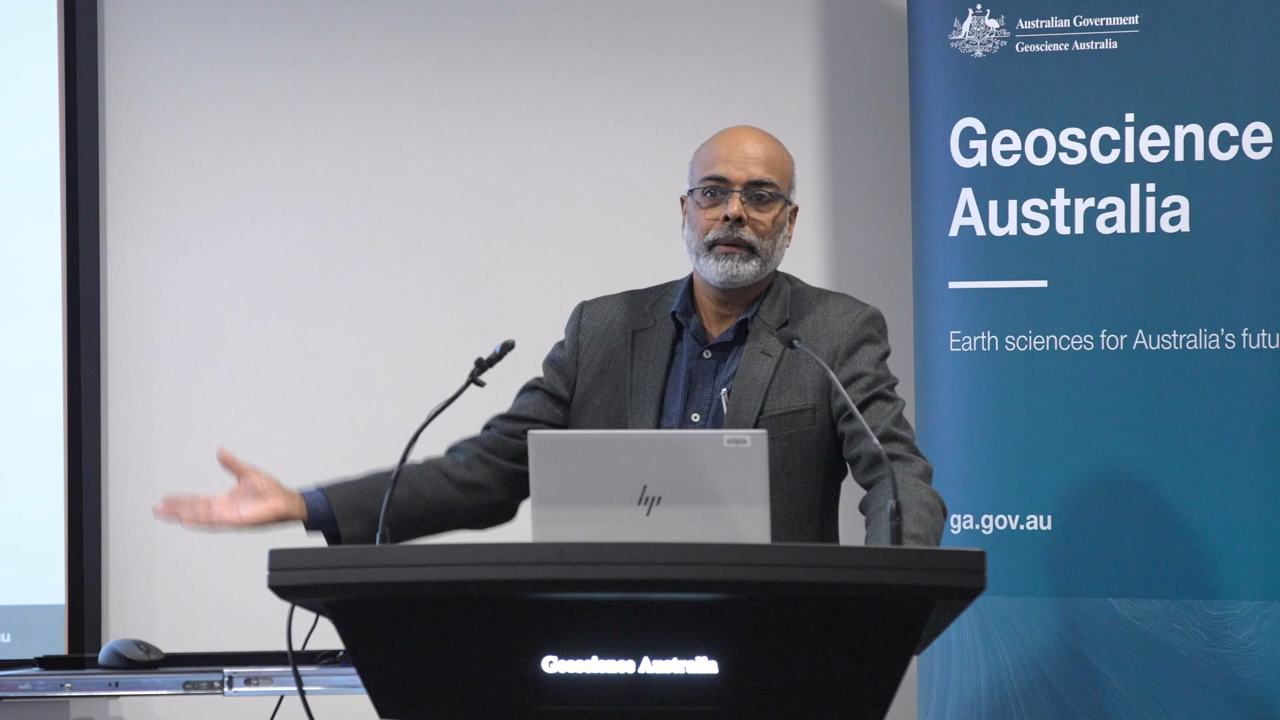 Australian Government
Geoscience Australia
Geoscience
Australia
Earth sciences for Australia's futu
ga.gov.au
hp
Geoscience Australia